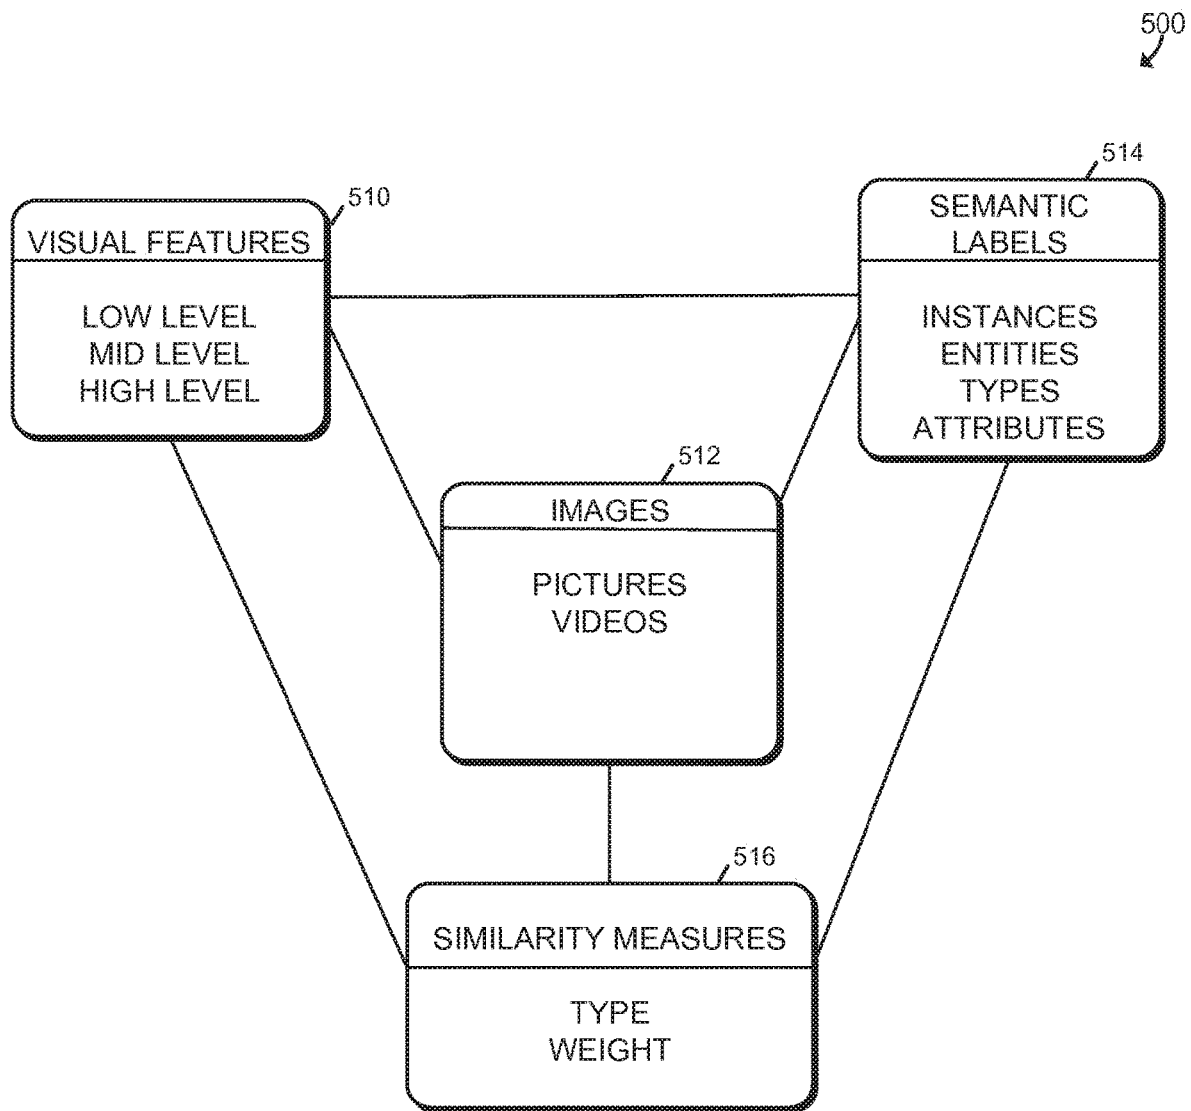 500
510
VISUAL FEATURES
LOW LEVEL
MID LEVEL
HIGH LEVEL
514
SEMANTIC
LABELS
INSTANCES
ENTITIES
TYPES
ATTRIBUTES
512
IMAGES
PICTURES
VIDEOS
516
SIMILARITY MEASURES
TYPE
WEIGHT